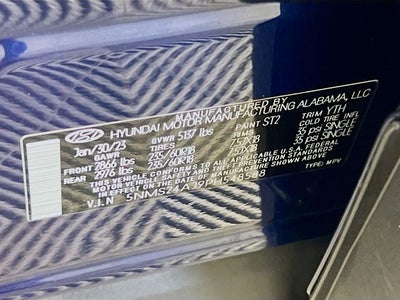 MANUFACTURED BY
HYUNDAI MOTOR MANUFACTURING ALABAMA, LLC
Jan/30/23 GVWR 5137 lbs PAINT ST2 TRIM YTH
GAWR TIRES RIMS COLD TIRE INFL
FRONT 2866 lbs 235/60R18 7.5JX18 35 psi SINGLE
REAR 2976 lbs 235/60R18 7.5JX18 35 psi SINGLE
THIS VEHICLE CONFORMS TO ALL APPLICABLE U.S.A. FEDERAL
MOTOR VEHICLE SAFETY AND THEFT PREVENTION STANDARDS
IN EFFECT ON THE DATE OF MANUFACTURE SHOWN ABOVE
V.I.N TYPE: MPV